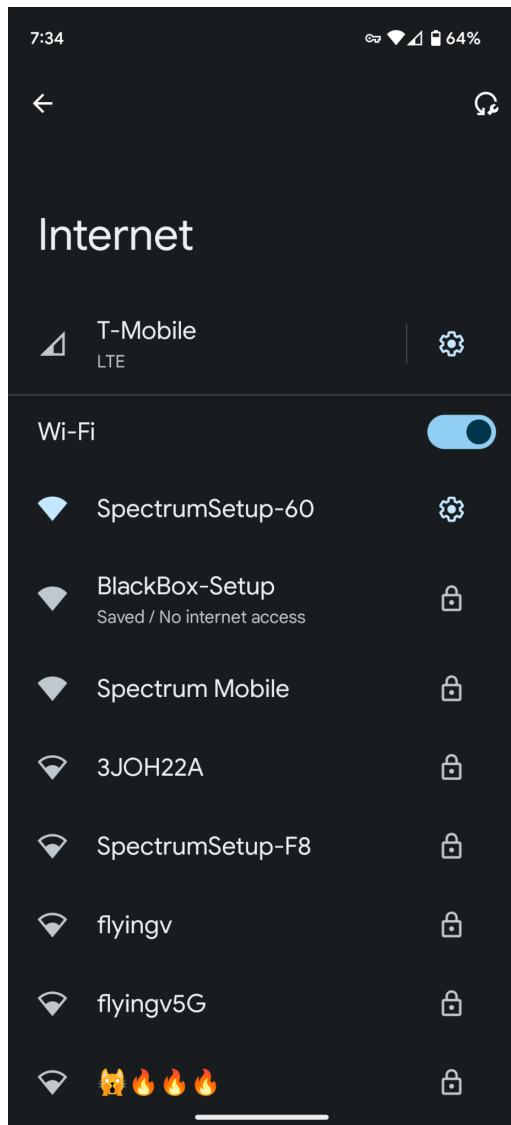 7:34
64%
Internet
T-Mobile
LTE
Wi-Fi
SpectrumSetup-60
BlackBox-Setup
Saved / No internet access
Spectrum Mobile
3JOH22A
SpectrumSetup-F8
flyingv
flyingv5G
🙀🔥🔥🔥